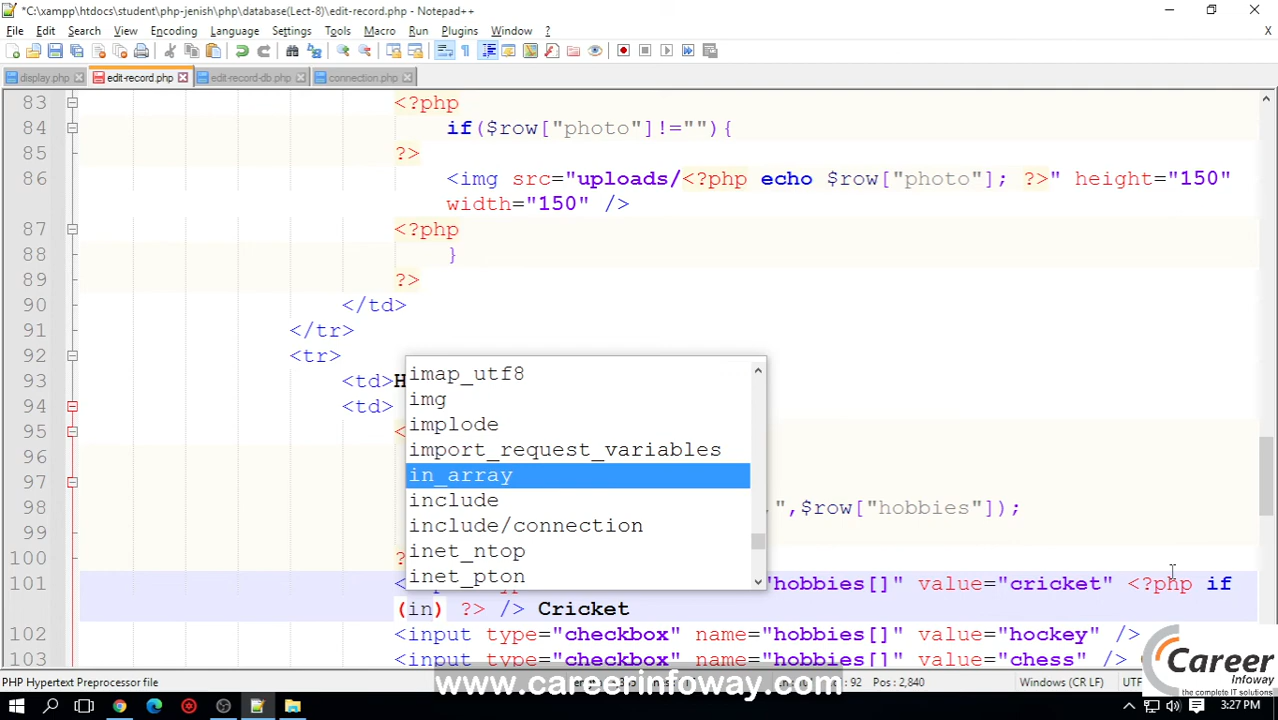 *C:\xampp\htdocs\student\php-jenish\php\database(Lect-8)\edit-record.php - Notepad++
File Edit Search View Encoding Language Settings Tools Macro Run Plugins Window ?
display.php edit-record.php edit-record-db.php connection.php
83 <?php
84 if($row["photo"]!=""){
85 ?>
86 <img src="uploads/<?php echo $row["photo"]; ?>" height="150"
width="150" />
87 <?php
88 }
89 ?>
90 </td>
91 </tr>
92 <tr>
93 <td>H
94 <td>
95 <
96
97
98 ,",$row["hobbies"]);
99
100 ?
101 < "hobbies[]" value="cricket" <?php if
(in) ?> /> Cricket
102 <input type="checkbox" name="hobbies[]" value="hockey" />
103 <input type="checkbox" name="hobbies[]" value="chess" />
imap_utf8
img
implode
import_request_variables
in_array
include
include/connection
inet_ntop
inet_pton
PHP Hypertext Preprocessor file : 92 Pos : 2,840 Windows (CR LF) UTF
www.careerinfoway.com
Career
Infoway
...the complete IT solutions
3:27 PM